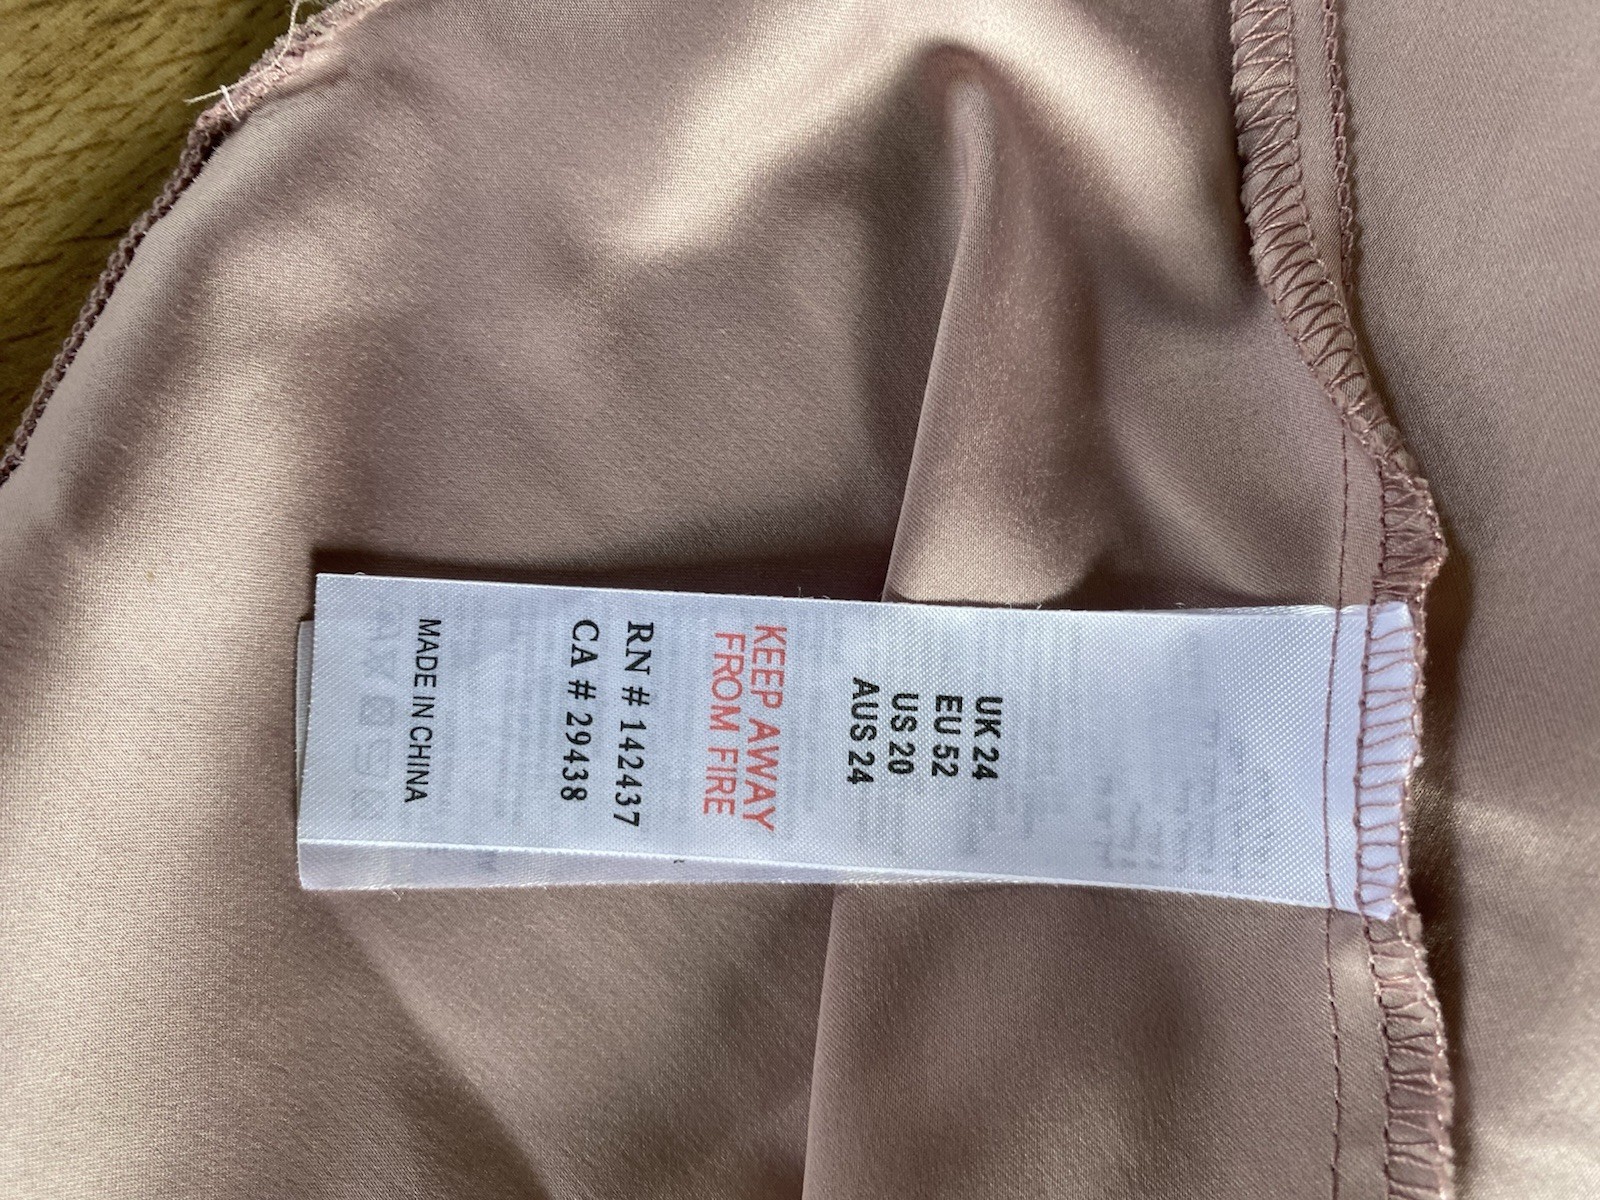 UK 24
EU 52
US 20
AUS 24
KEEP AWAY
FROM FIRE
RN # 142437
CA # 29438
MADE IN CHINA